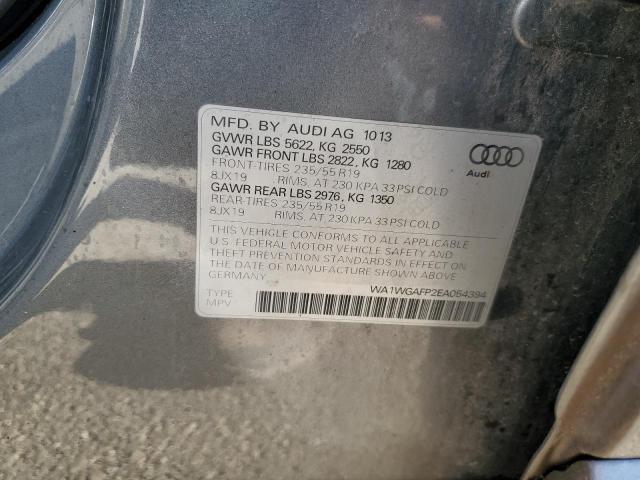 MFD. BY AUDI AG 1013
GVWR LBS 5622, KG 2550
GAWR FRONT LBS 2822, KG 1280
FRONT-TIRES 235/55 R19
8JX19 RIMS, AT 230 KPA 33 PSI COLD
GAWR REAR LBS 2976, KG 1350
REAR-TIRES 235/55 R19
8JX19 RIMS, AT 230 KPA 33 PSI COLD
THIS VEHICLE CONFORMS TO ALL APPLICABLE
U.S. FEDERAL MOTOR VEHICLE SAFETY AND
THEFT PREVENTION STANDARDS IN EFFECT ON
THE DATE OF MANUFACTURE SHOWN ABOVE
GERMANY
WA1WGAFP2EA054394
TYPE
MPV
Audi